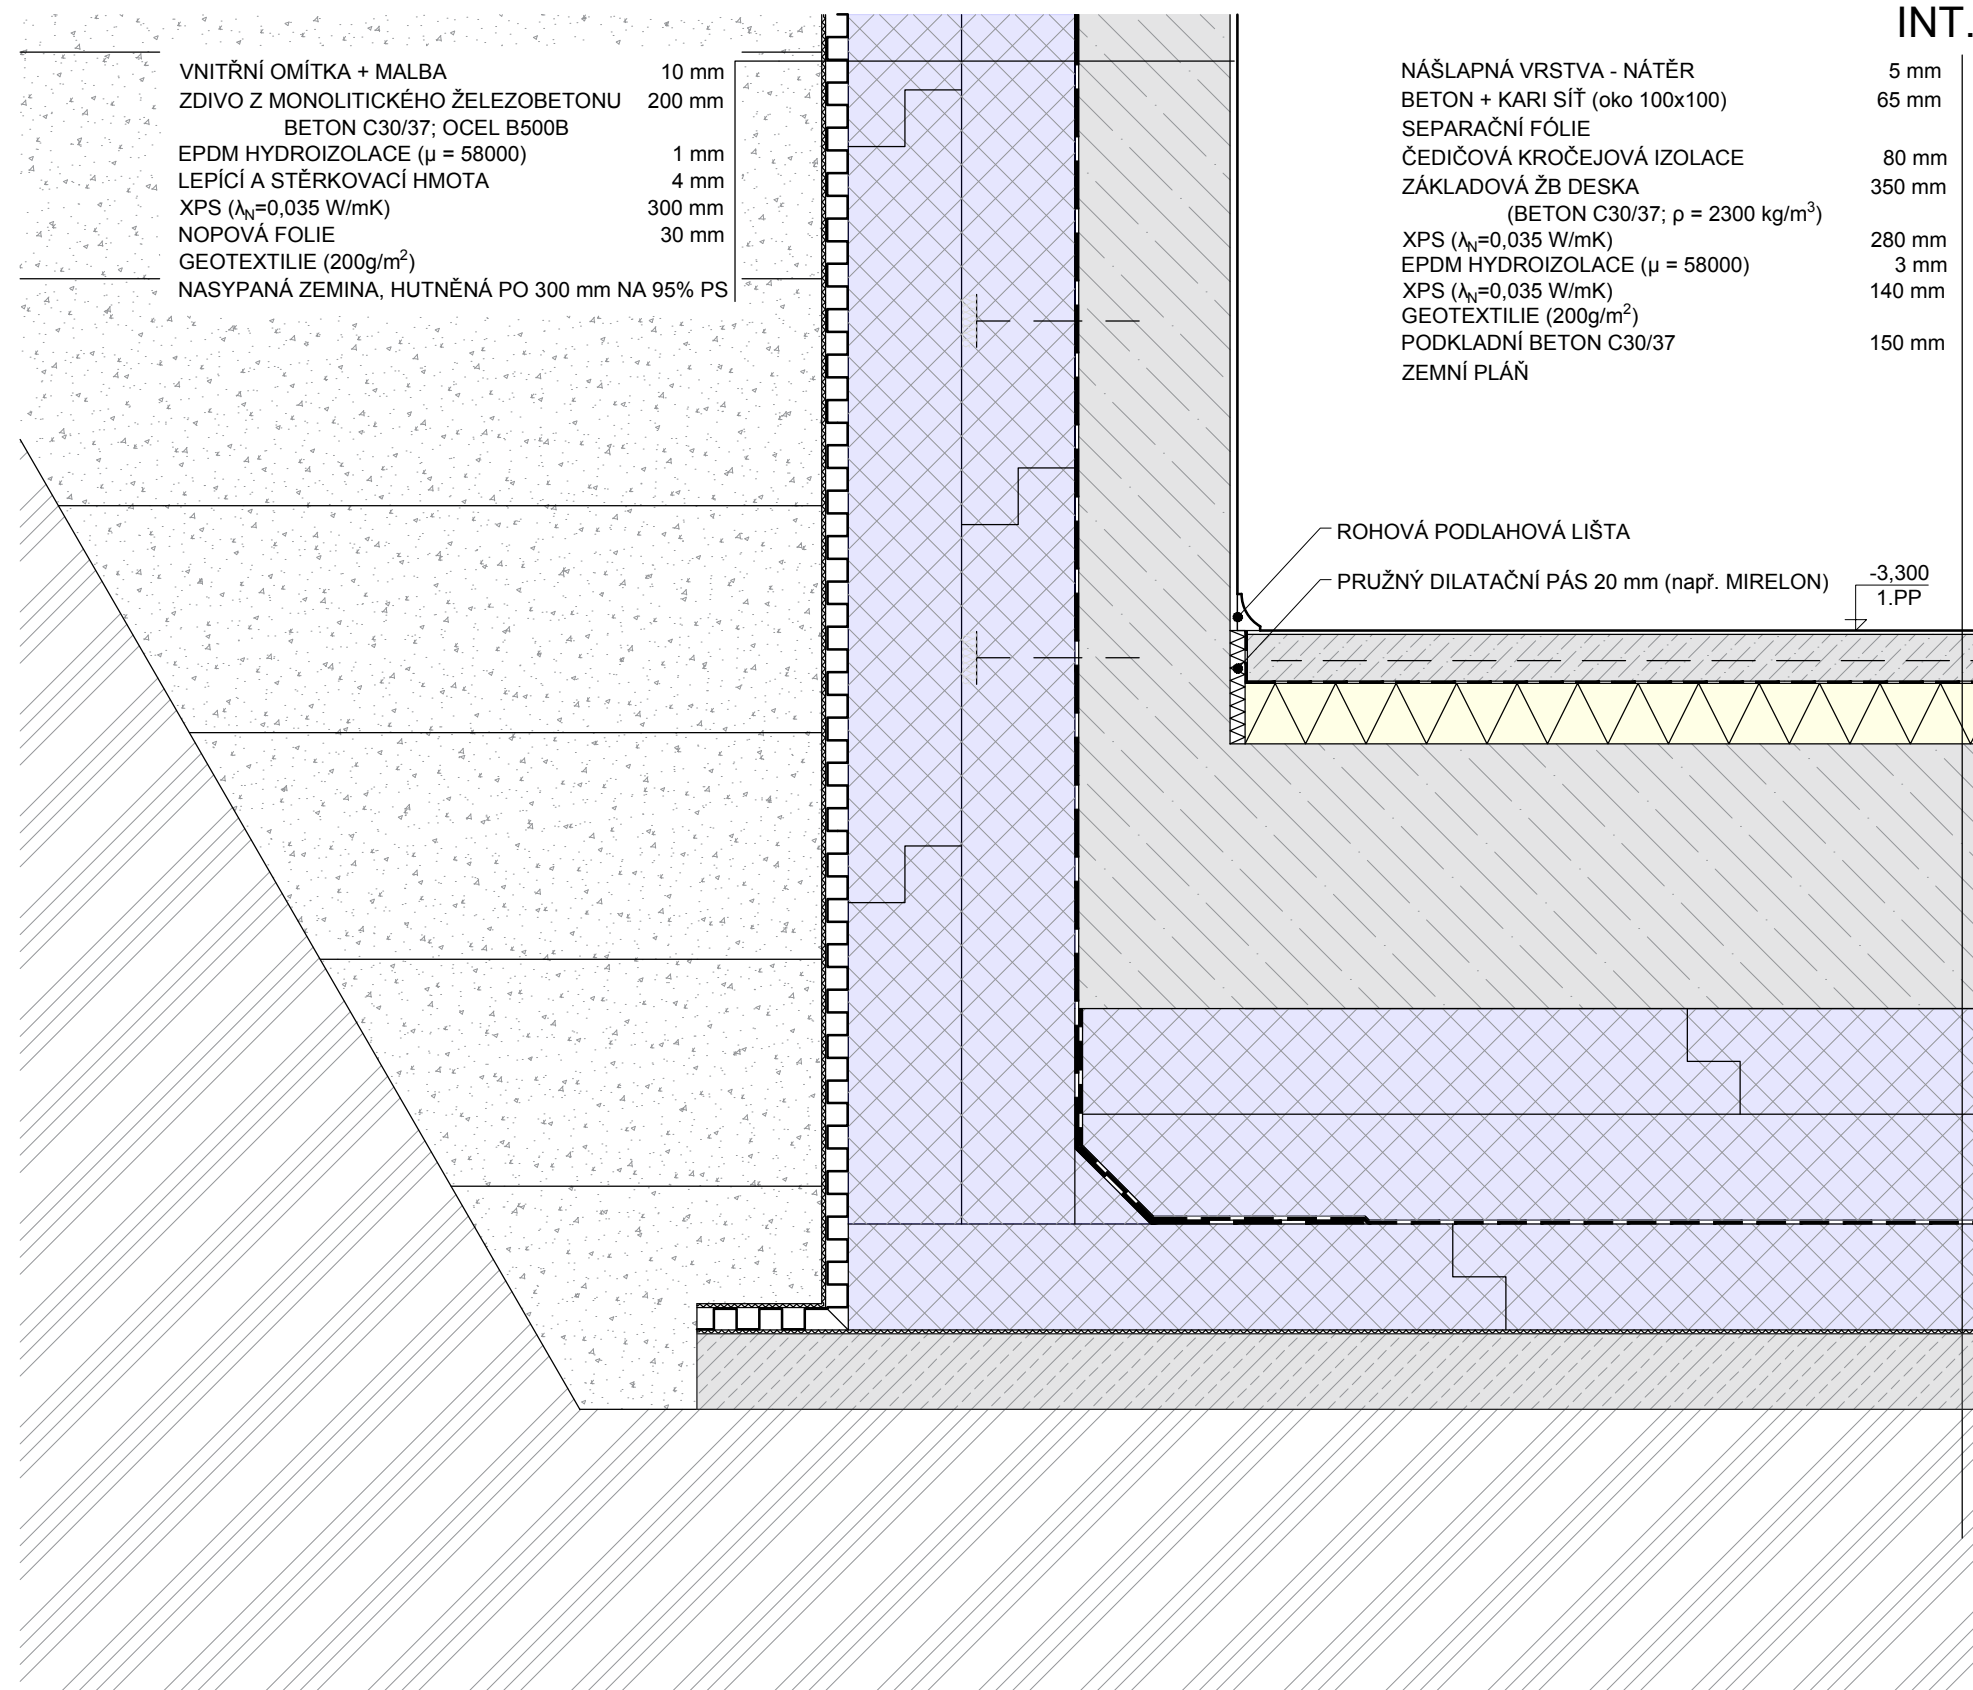 INT.
VNITŘNÍ OMÍTKA + MALBA 10 mm
ZDIVO Z MONOLITICKÉHO ŽELEZOBETONU 200 mm
BETON C30/37; OCEL B500B
EPDM HYDROIZOLACE (μ = 58000) 1 mm
LEPÍCÍ A STĚRKOVACÍ HMOTA 4 mm
XPS (λN=0,035 W/mK) 300 mm
NOPOVÁ FOLIE 30 mm
GEOTEXTILIE (200g/m²)
NASYPANÁ ZEMINA, HUTNĚNÁ PO 300 mm NA 95% PS
NÁŠLAPNÁ VRSTVA - NÁTĚR 5 mm
BETON + KARI SÍŤ (oko 100x100) 65 mm
SEPARAČNÍ FÓLIE
ČEDIČOVÁ KROČEJOVÁ IZOLACE 80 mm
ZÁKLADOVÁ ŽB DESKA 350 mm
(BETON C30/37; ρ = 2300 kg/m³)
XPS (λN=0,035 W/mK) 280 mm
EPDM HYDROIZOLACE (μ = 58000) 3 mm
XPS (λN=0,035 W/mK) 140 mm
GEOTEXTILIE (200g/m²)
PODKLADNÍ BETON C30/37 150 mm
ZEMNÍ PLÁŇ
ROHOVÁ PODLAHOVÁ LIŠTA
PRUŽNÝ DILATAČNÍ PÁS 20 mm (např. MIRELON)
-3,300
1.PP